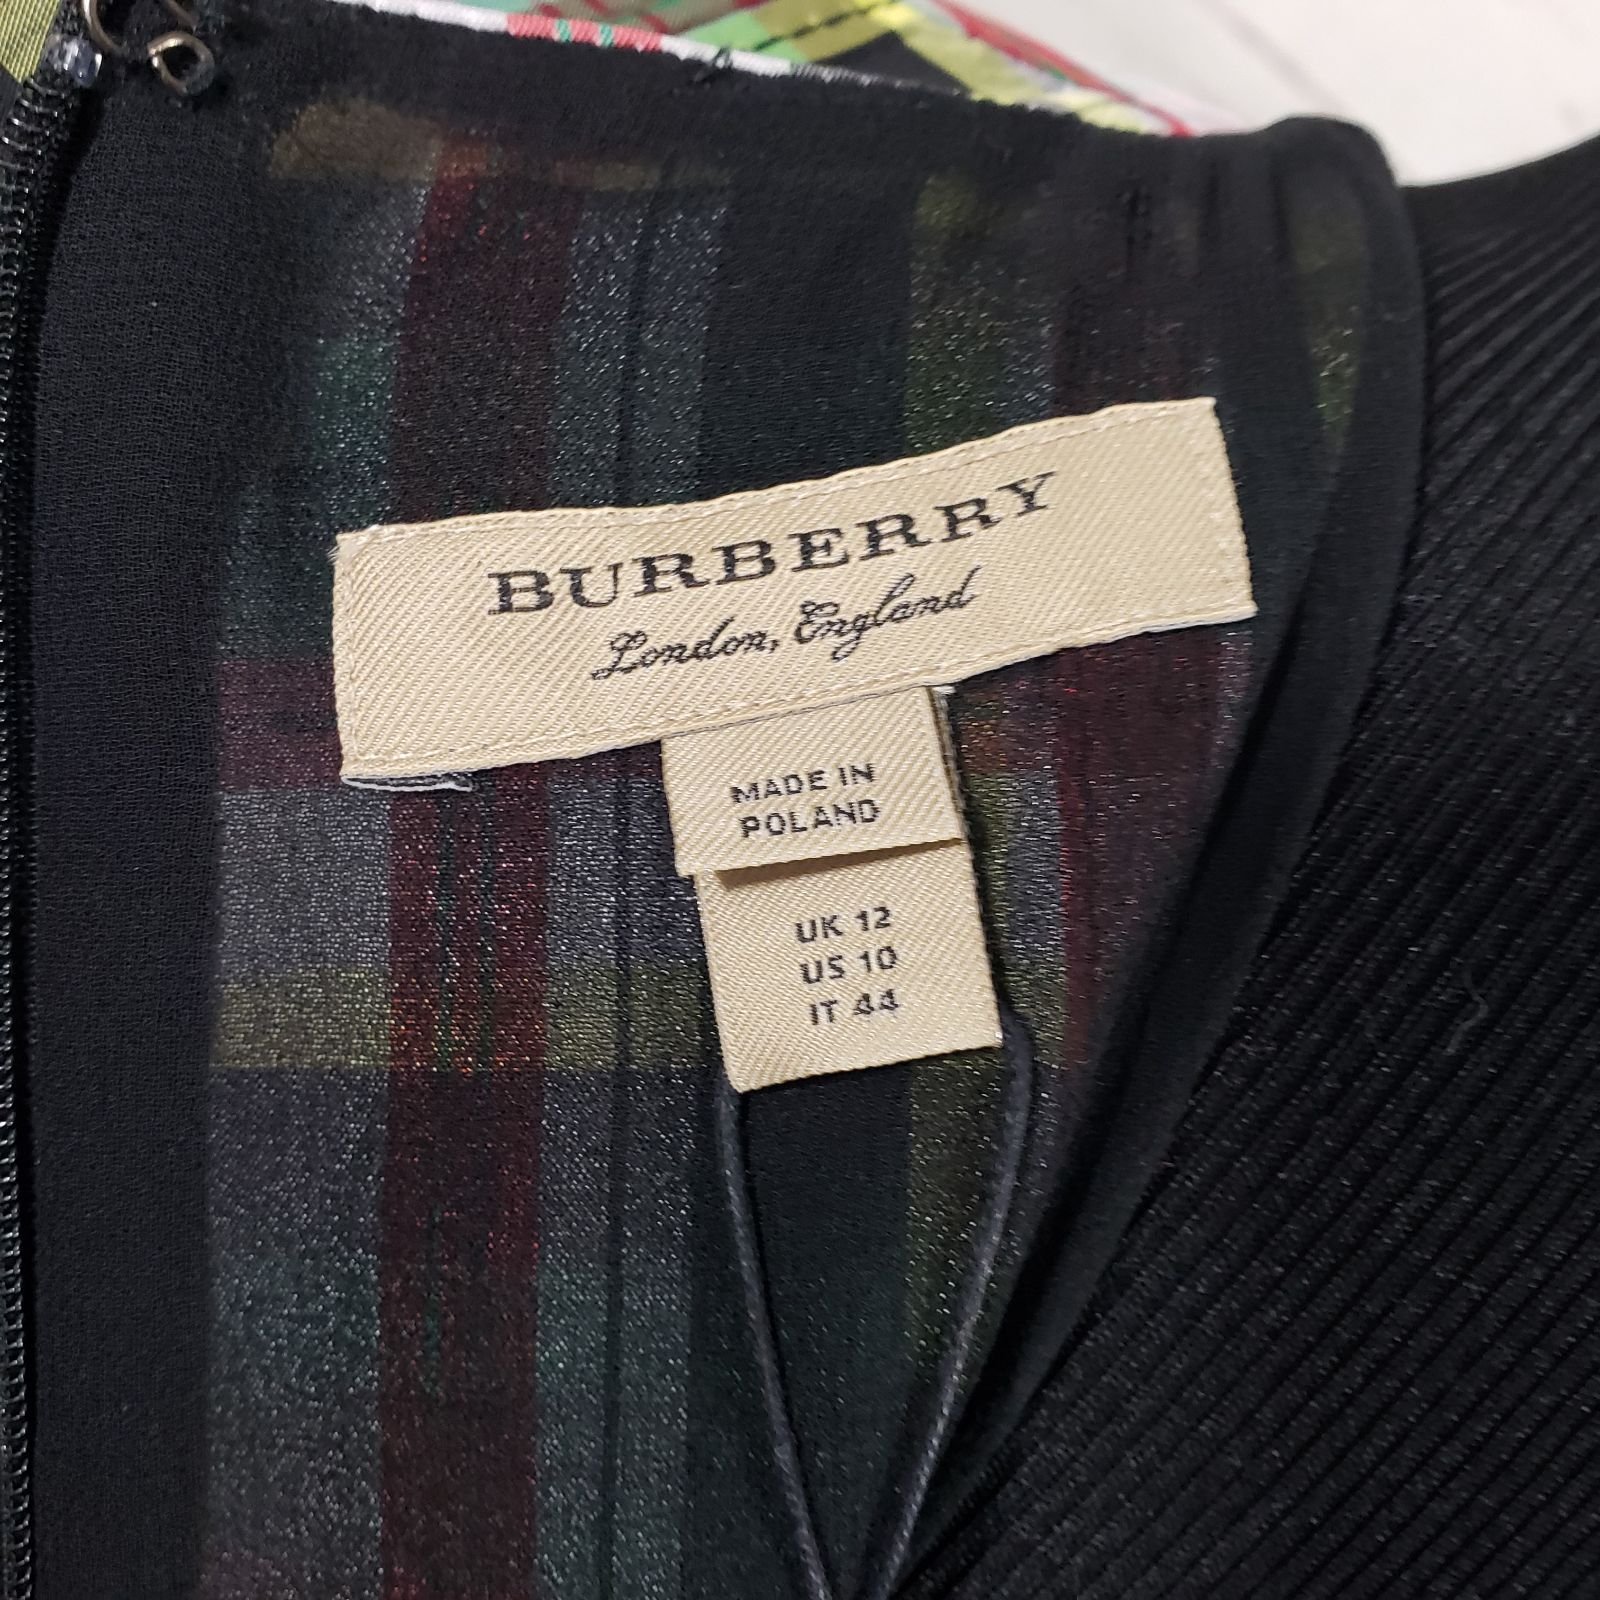 BURBERRY
London, England
MADE IN
POLAND
UK 12
US 10
IT 44